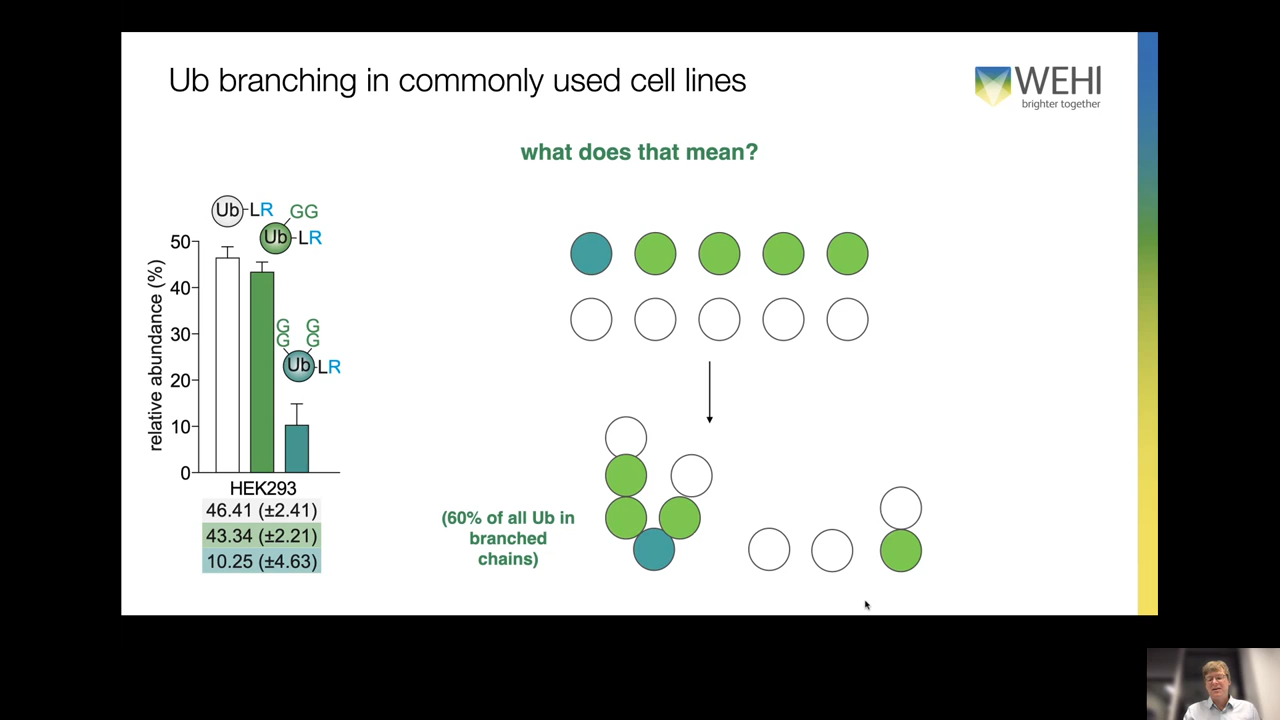 Ub branching in commonly used cell lines
WEHI
brighter together
what does that mean?
Ub LR
GG
Ub LR
G G
G G
Ub LR
50
40
30
20
10
0
relative abundance (%)
HEK293
46.41 (±2.41)
43.34 (±2.21)
10.25 (±4.63)
(60% of all Ub in
branched
chains)